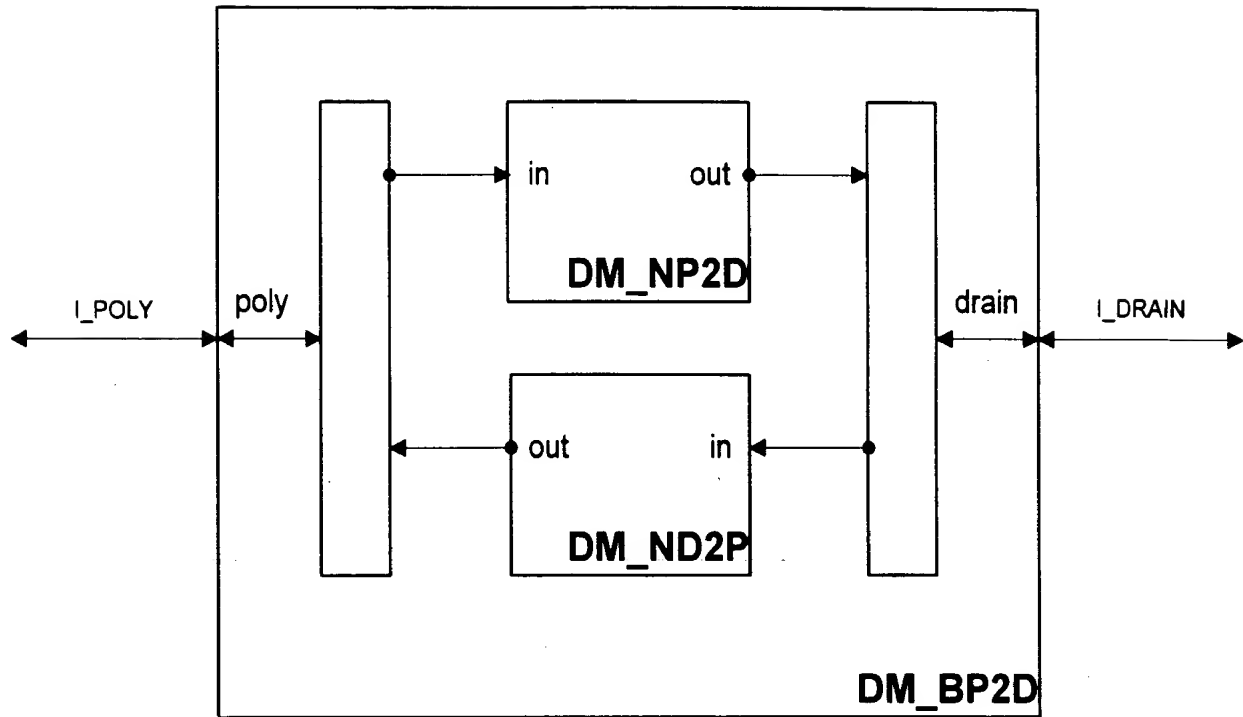 in out
DM_NP2D
I_POLY poly drain I_DRAIN
out in
DM_ND2P
DM_BP2D